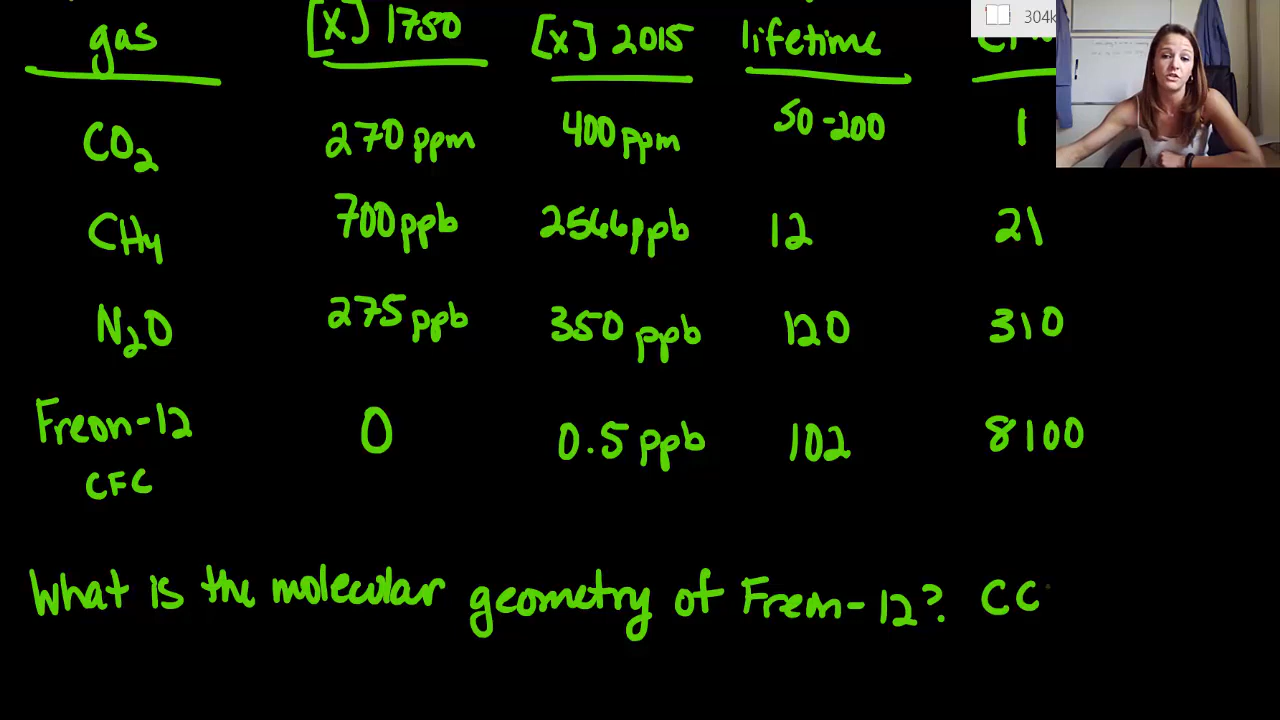 gas [x] 1750 [x] 2015 lifetime
304k
CO2 270 ppm 400 ppm 50-200 1
CH4 700 ppb 2566 ppb 12 21
N2O 275 ppb 350 ppb 120 310
Freon-12 0 0.5 ppb 102 8100
CFC
What is the molecular geometry of Freon-12? CC